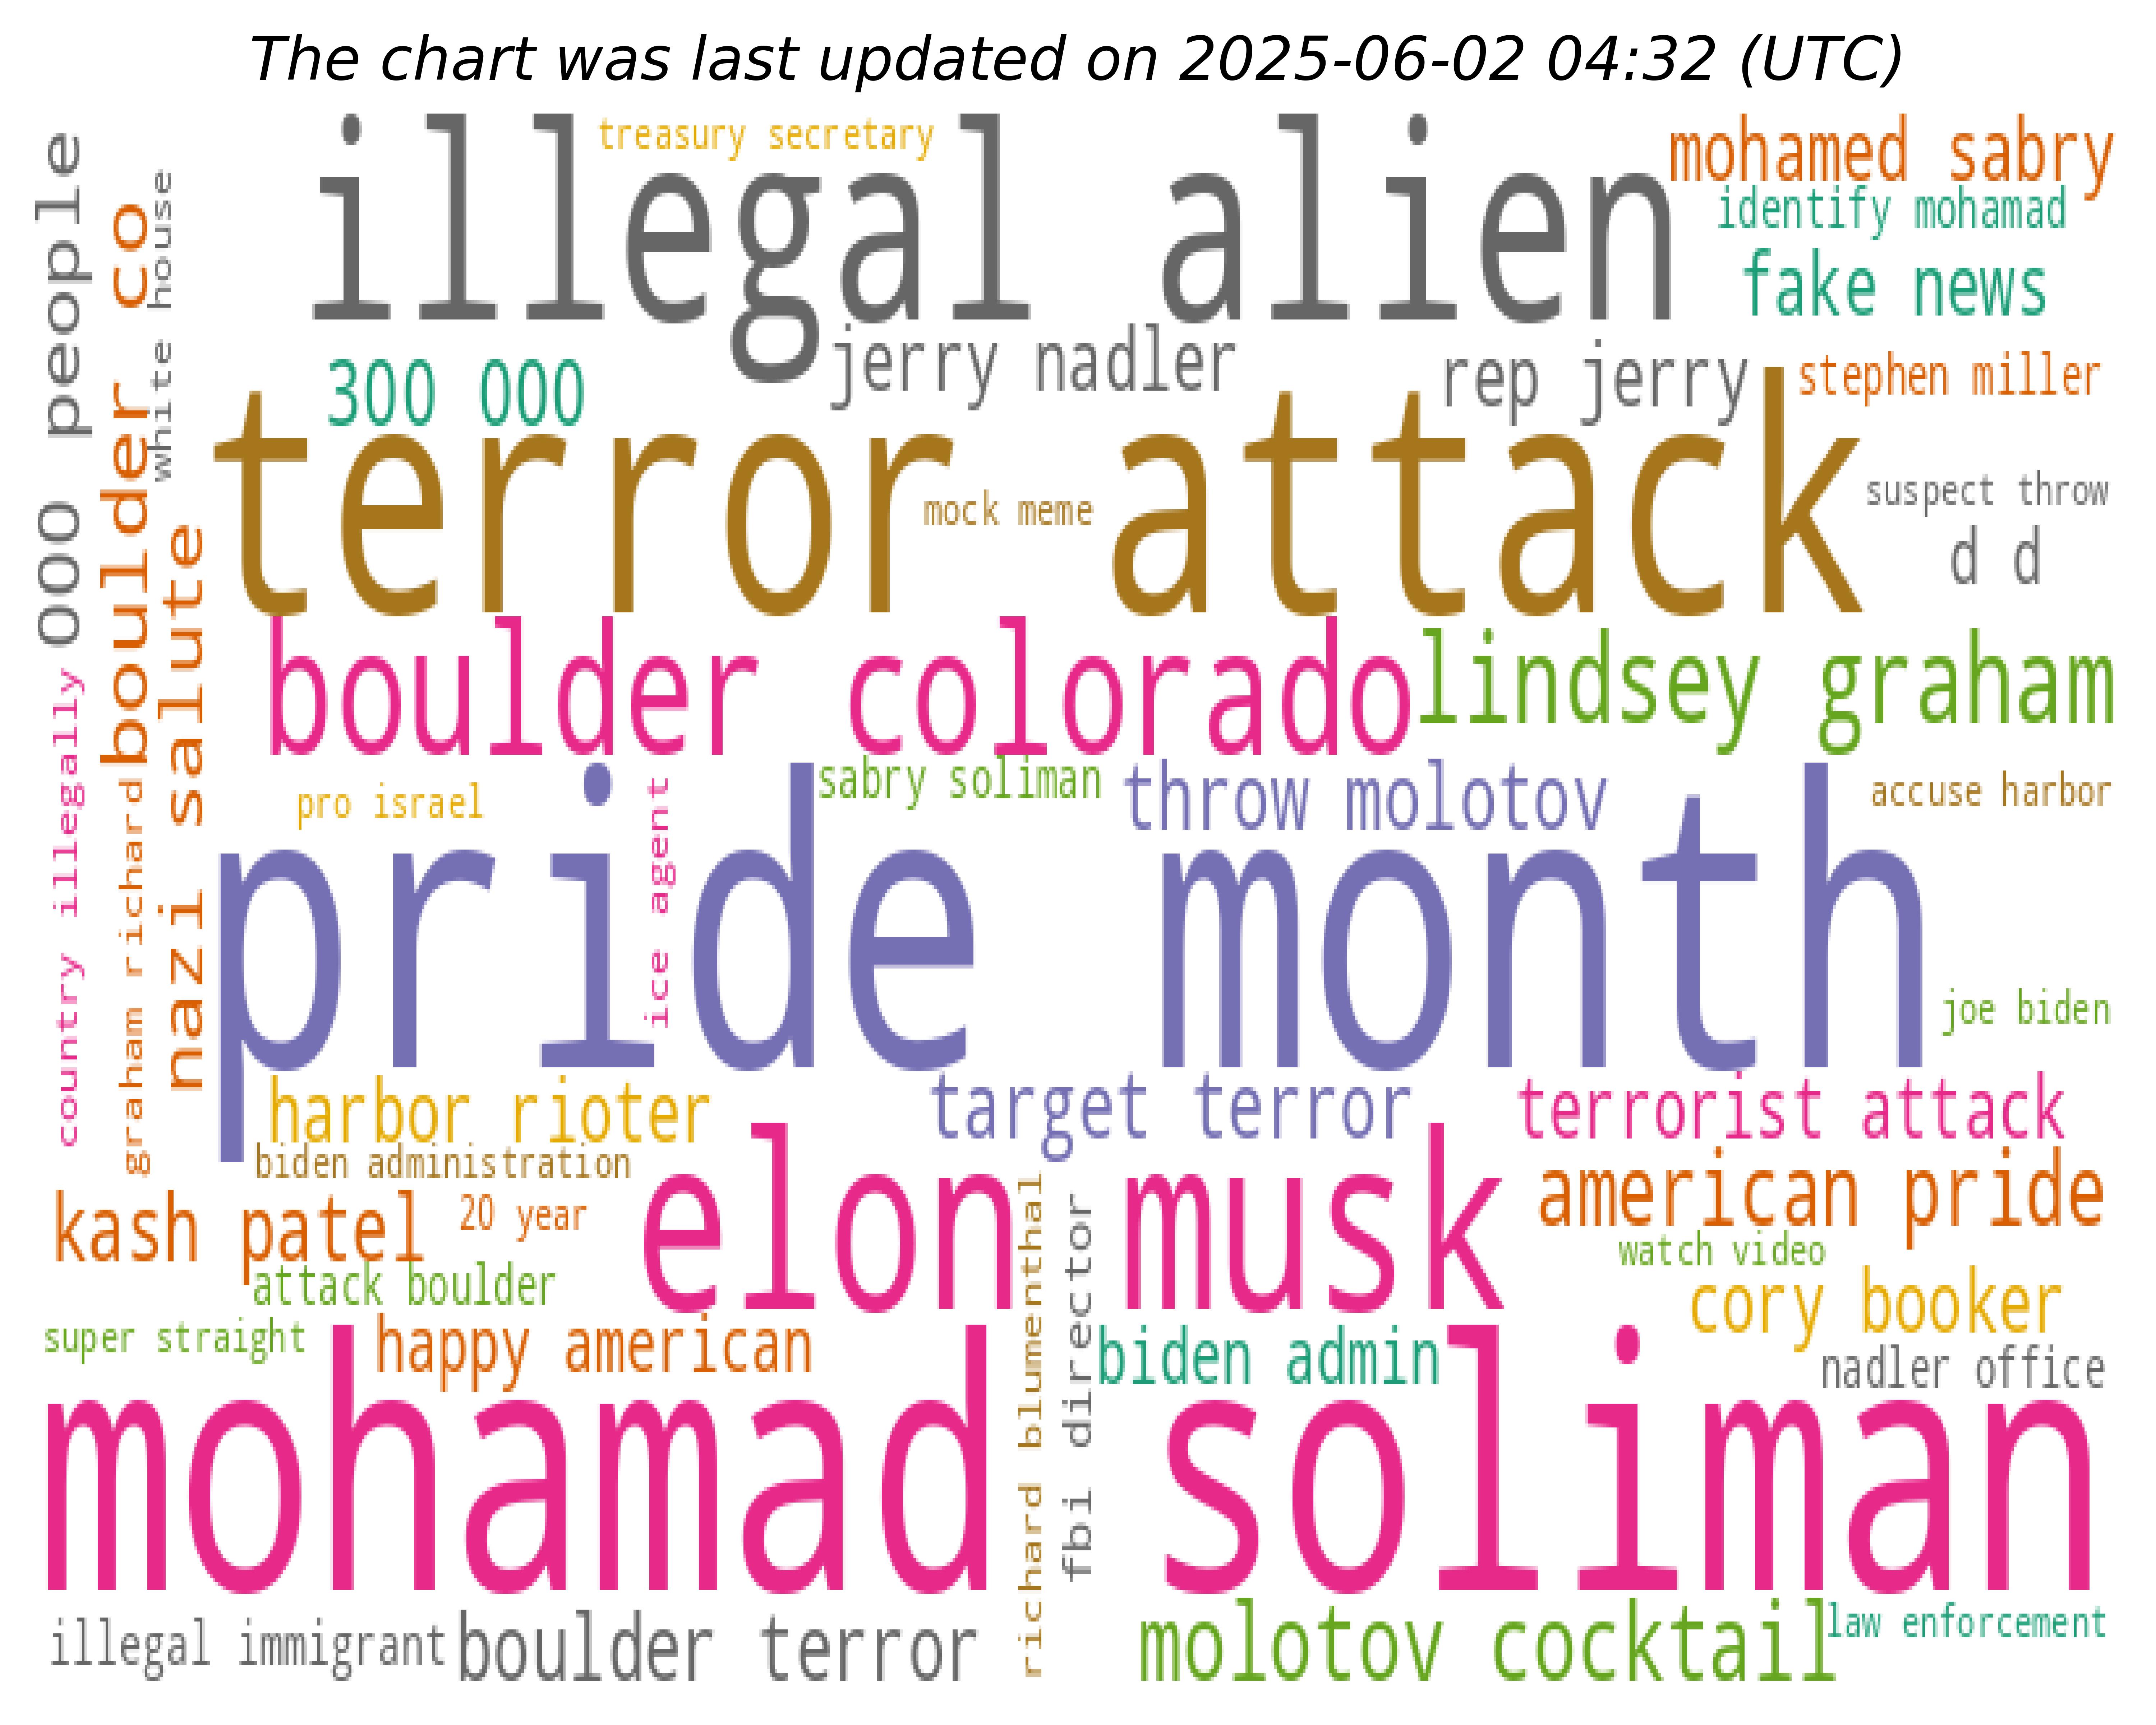 The chart was last updated on 2025-06-02 04:32 (UTC)
illegal alien
treasury secretary
mohamed sabry
identify mohamad
fake news
000 people
boulder co
white house
jerry nadler
rep jerry
stephen miller
300 000
terror attack
mock meme
suspect throw
d d
nazi salute
boulder colorado
lindsey graham
country illegally
graham richard
pro israel
ice agent
sabry soliman
throw molotov
accuse harbor
pride month
joe biden
harbor rioter
target terror
terrorist attack
biden administration
kash patel
20 year
elon musk
american pride
watch video
attack boulder
cory booker
super straight
happy american
richard blumenthal
fbi director
biden admin
nadler office
mohamad soliman
illegal immigrant
boulder terror
molotov cocktail
law enforcement